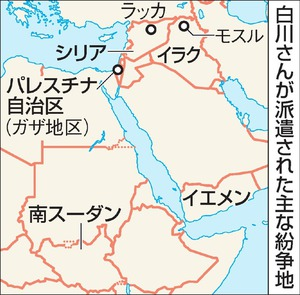 白川さんが派遣された主な紛争地
ラッカ
モスル
シリア
イラク
パレスチナ
自治区
(ガザ地区)
イエメン
南スーダン